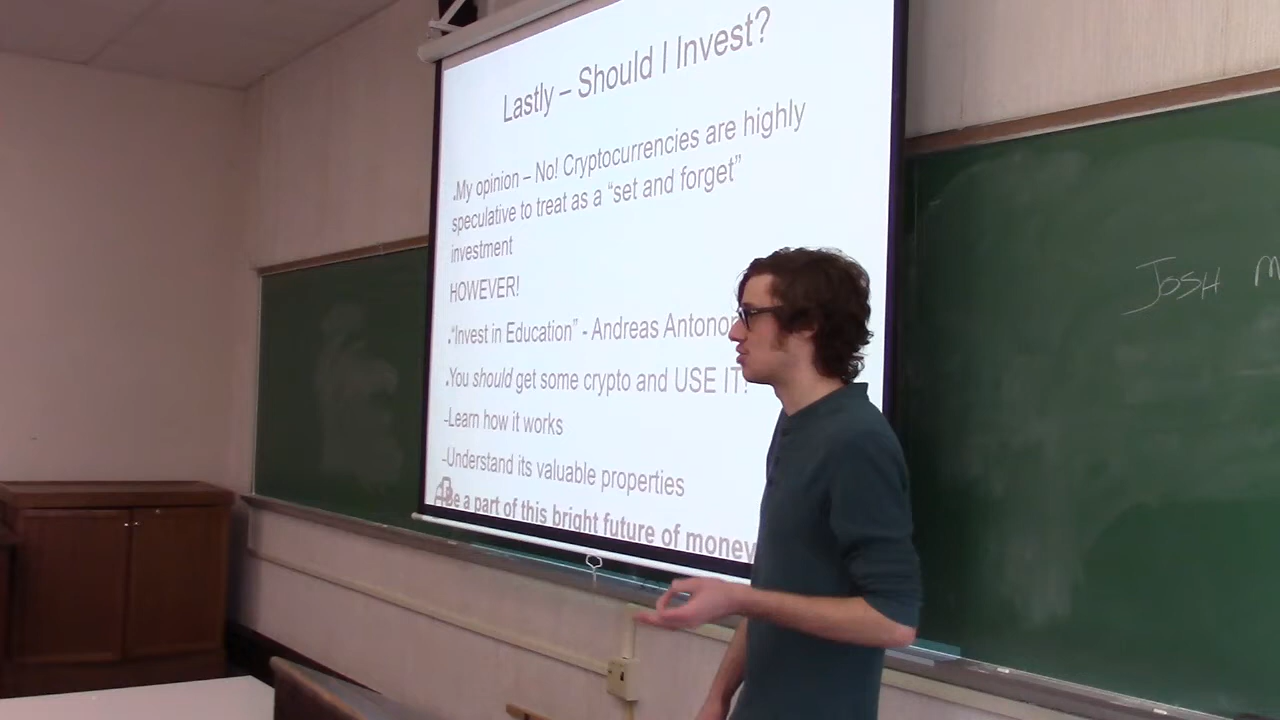 Lastly – Should I Invest?
.My opinion – No! Cryptocurrencies are highly
speculative to treat as a “set and forget”
investment
HOWEVER!
.“Invest in Education” - Andreas Antonop
.You should get some crypto and USE IT!
-Learn how it works
-Understand its valuable properties
Be a part of this bright future of money
JOSH M